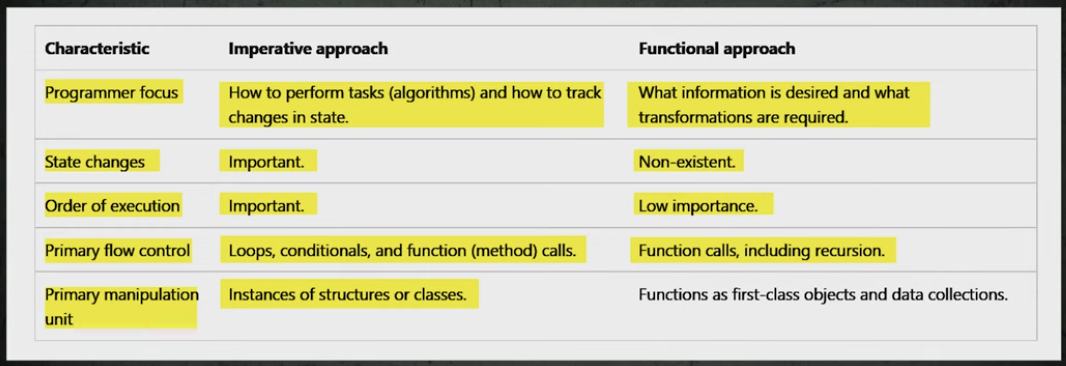 Characteristic Imperative approach Functional approach
Programmer focus How to perform tasks (algorithms) and how to track What information is desired and what
changes in state. transformations are required.
State changes Important. Non-existent.
Order of execution Important. Low importance.
Primary flow control Loops, conditionals, and function (method) calls. Function calls, including recursion.
Primary manipulation Instances of structures or classes. Functions as first-class objects and data collections.
unit